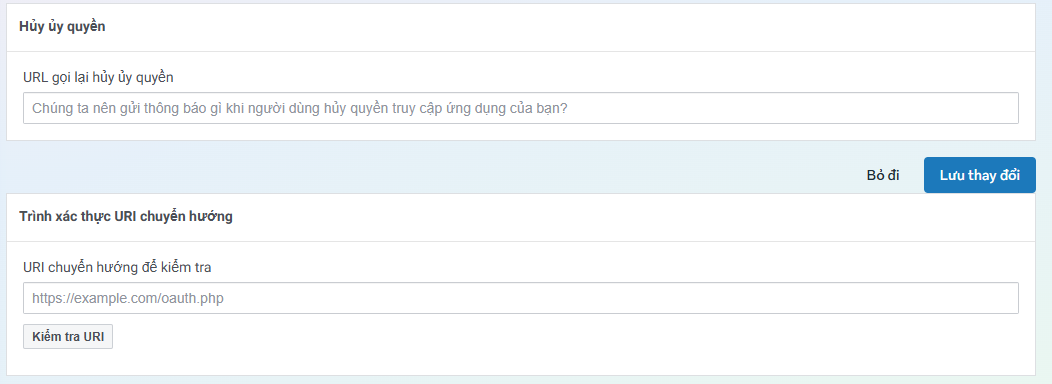 Hủy ủy quyền
URL gọi lại hủy ủy quyền
Chúng ta nên gửi thông báo gì khi người dùng hủy quyền truy cập ứng dụng của bạn?
Bỏ đi
Lưu thay đổi
Trình xác thực URI chuyển hướng
URI chuyển hướng để kiểm tra
https://example.com/oauth.php
Kiểm tra URI